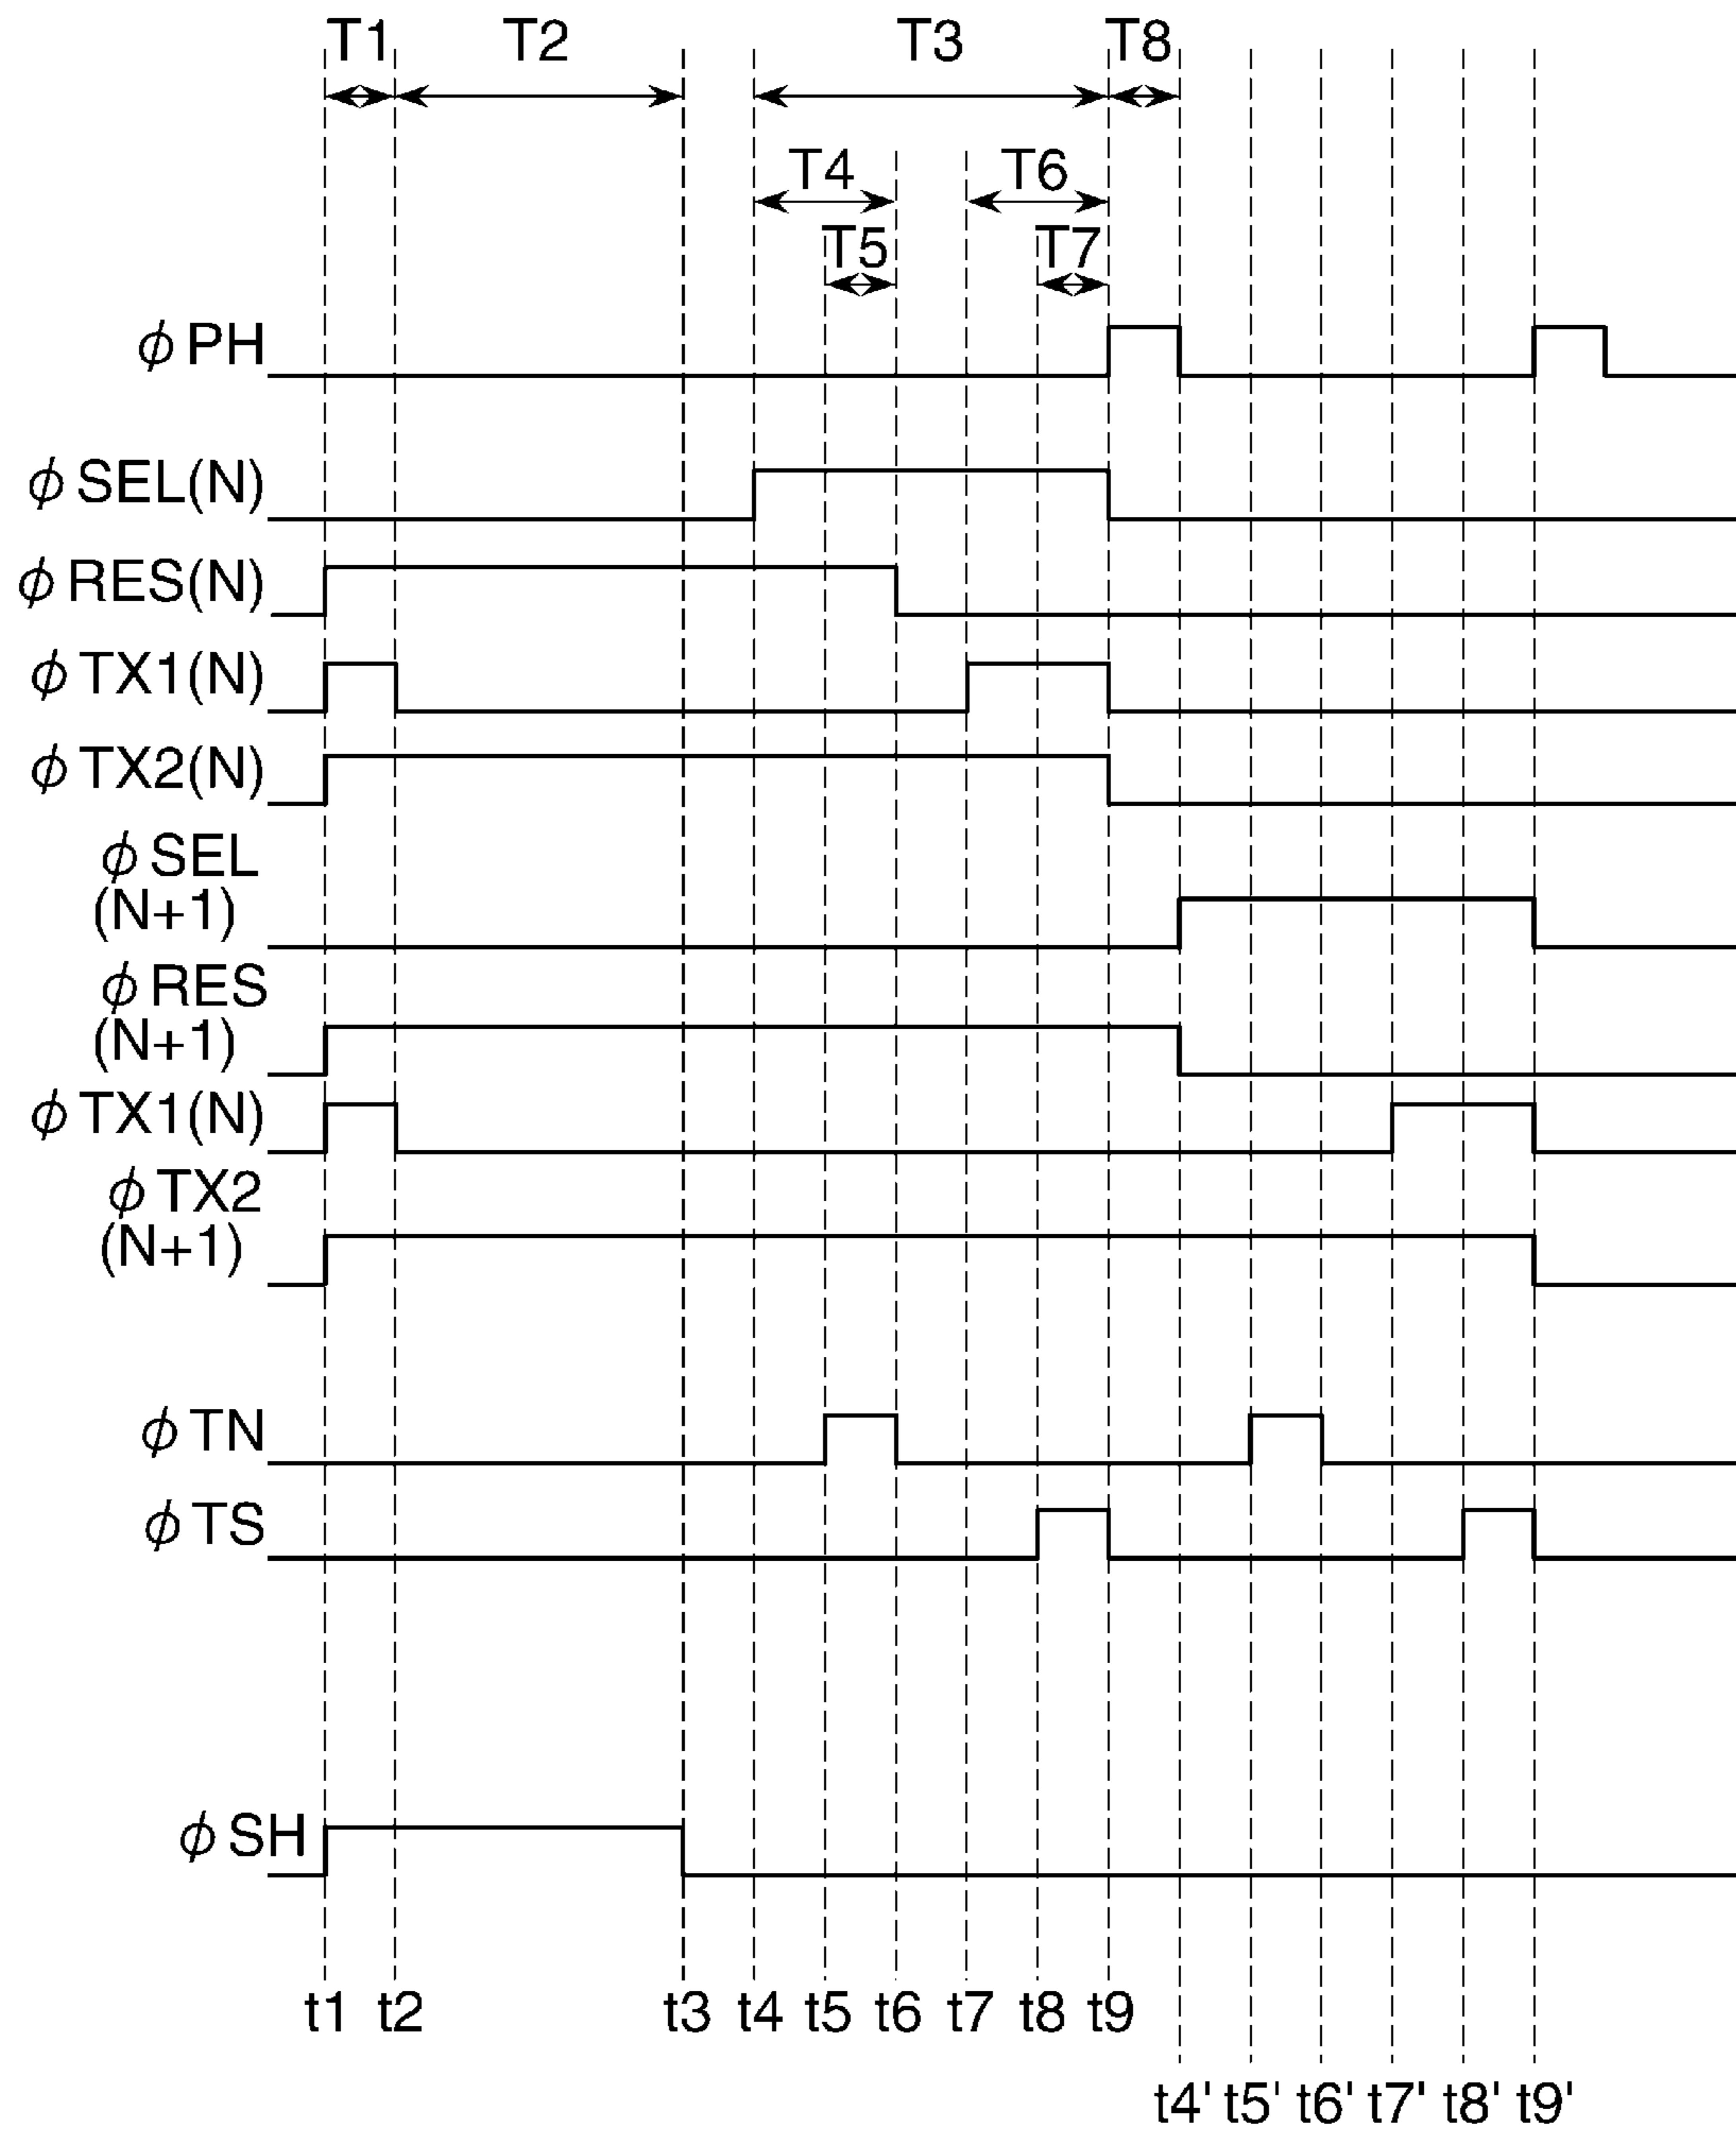 T1 T2 T3 T8
T4 T6
T5 T7
ϕPH
ϕSEL(N)
ϕRES(N)
ϕTX1(N)
ϕTX2(N)
ϕSEL
(N+1)
ϕRES
(N+1)
ϕTX1(N)
ϕTX2
(N+1)
ϕTN
ϕTS
ϕSH
t1 t2 t3 t4 t5 t6 t7 t8 t9
t4' t5' t6' t7' t8' t9'